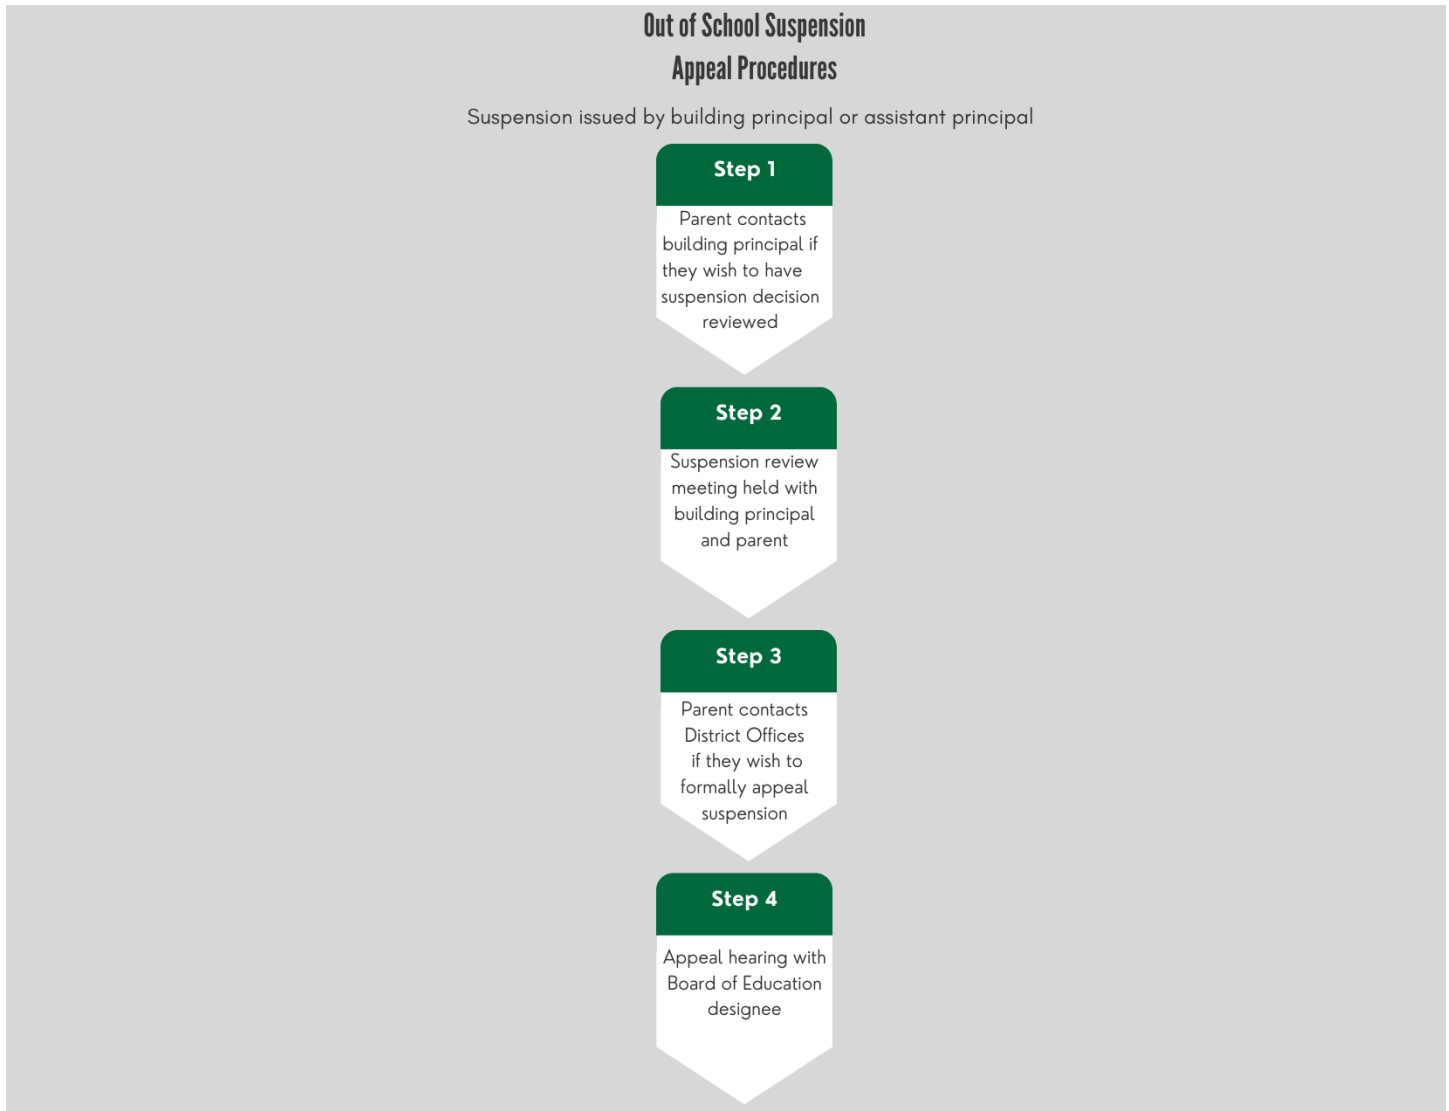 Out of School Suspension
Appeal Procedures
Suspension issued by building principal or assistant principal
Step 1
Parent contacts
building principal if
they wish to have
suspension decision
reviewed
Step 2
Suspension review
meeting held with
building principal
and parent
Step 3
Parent contacts
District Offices
if they wish to
formally appeal
suspension
Step 4
Appeal hearing with
Board of Education
designee